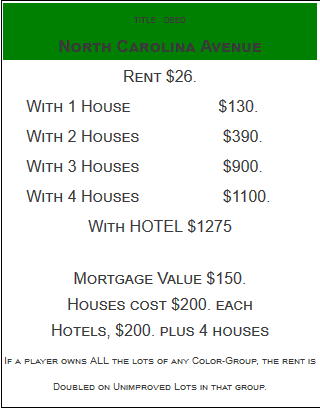 Title Deed
North Carolina Avenue
Rent $26.
With 1 House $130.
With 2 Houses $390.
With 3 Houses $900.
With 4 Houses $1100.
With HOTEL $1275
Mortgage Value $150.
Houses cost $200. each
Hotels, $200. plus 4 houses
If a player owns ALL the lots of any Color-Group, the rent is
Doubled on Unimproved Lots in that group.